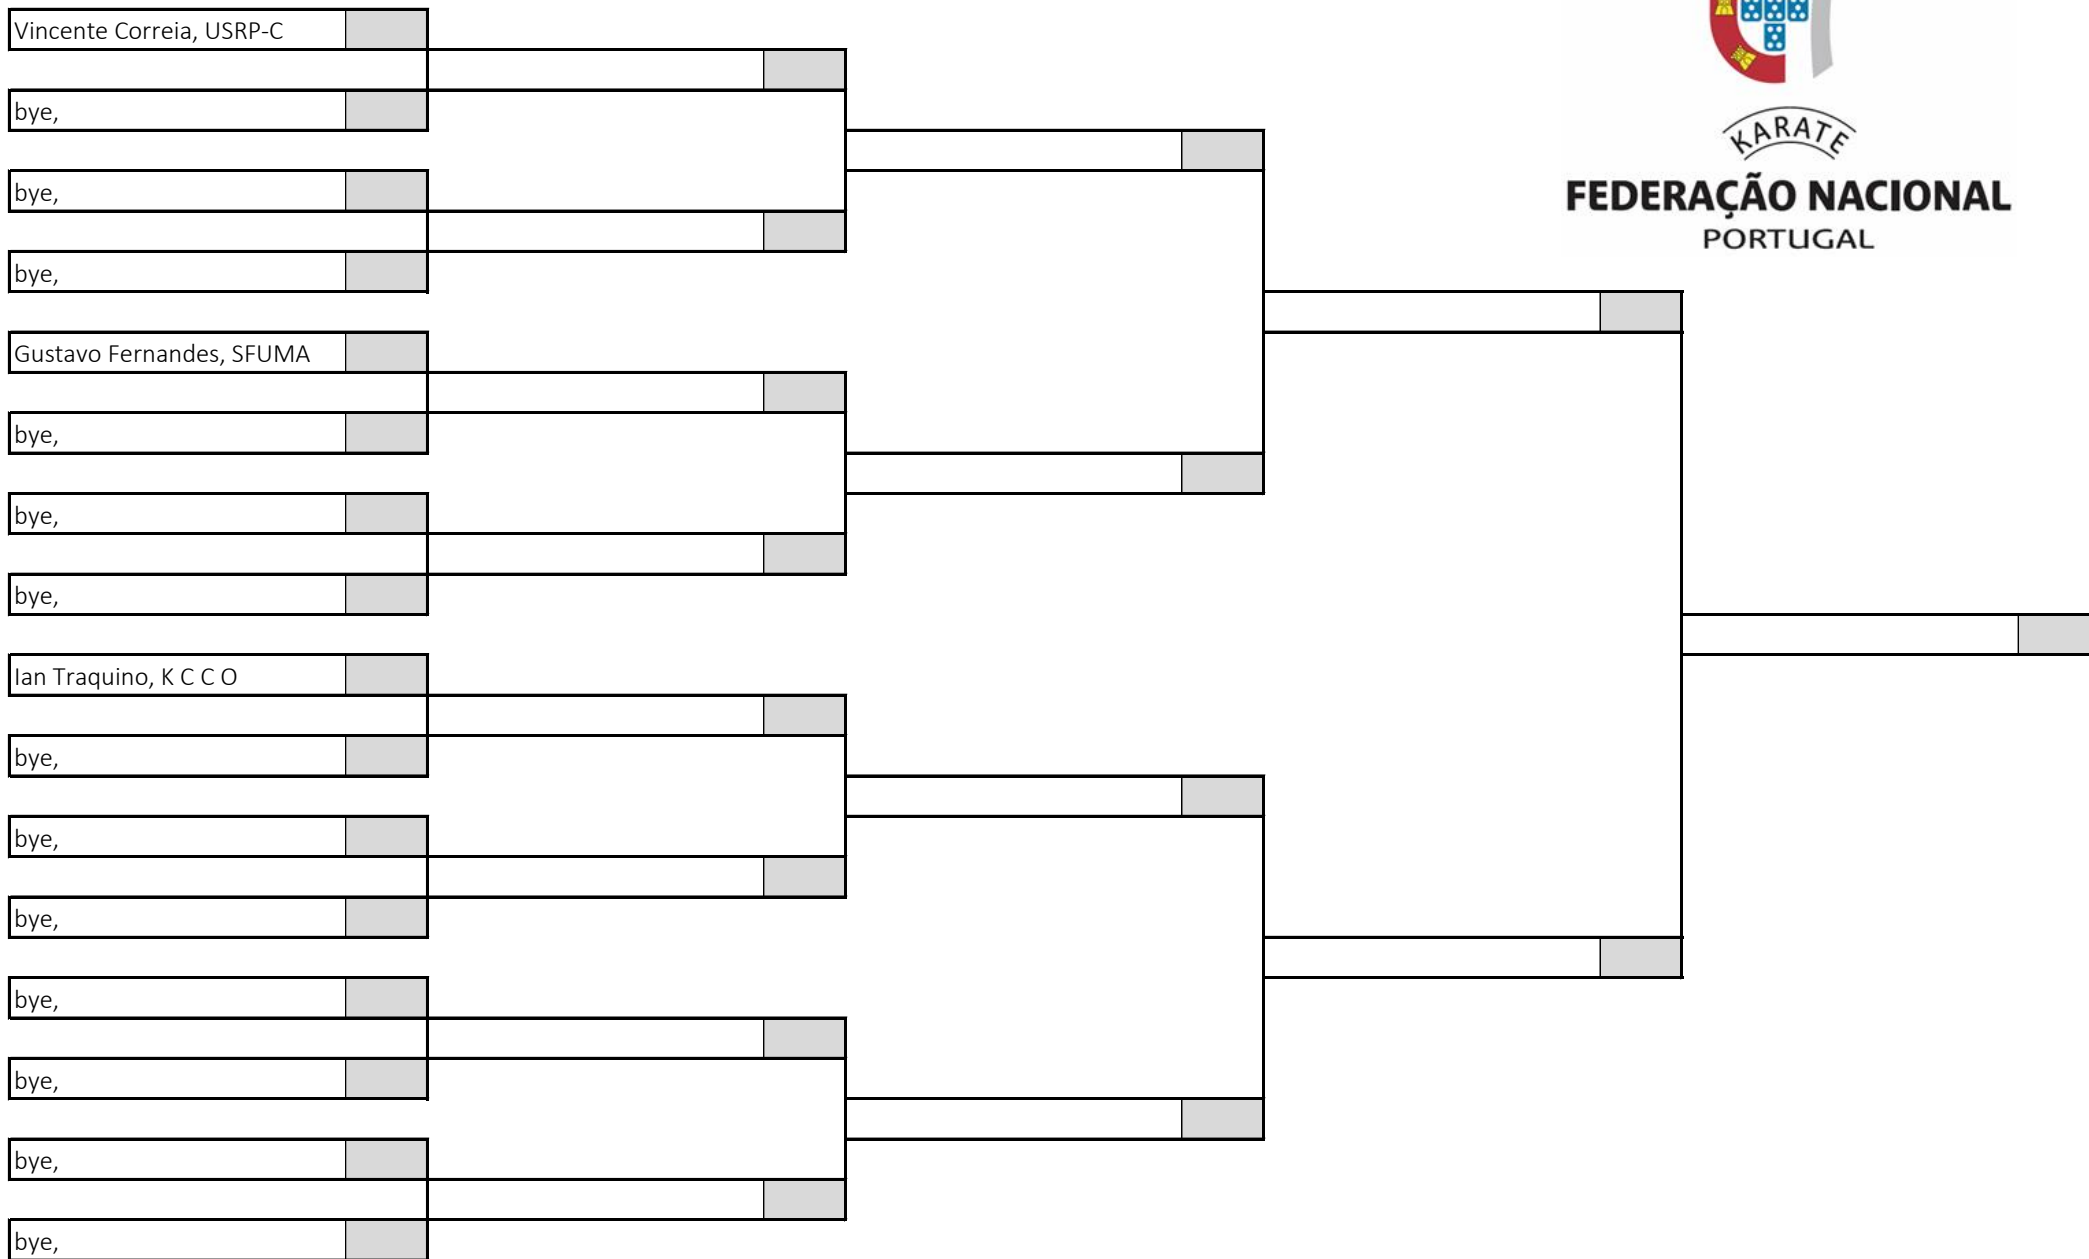 Vincente Correia, USRP-C
bye,
bye,
bye,
Gustavo Fernandes, SFUMA
bye,
bye,
bye,
Ian Traquino, K C C O
bye,
bye,
bye,
bye,
bye,
bye,
bye,
KARATE
FEDERAÇÃO NACIONAL
PORTUGAL